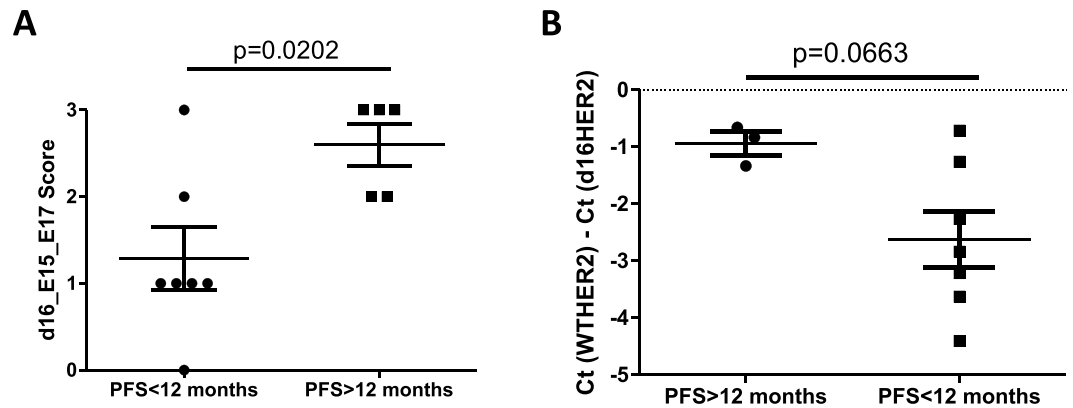 A
p=0.0202
d16_E15_E17 Score
3
2
1
0
PFS<12 months
PFS>12 months
B
p=0.0663
Ct (WTHER2) - Ct (d16HER2)
0
-1
-2
-3
-4
-5
PFS>12 months
PFS<12 months